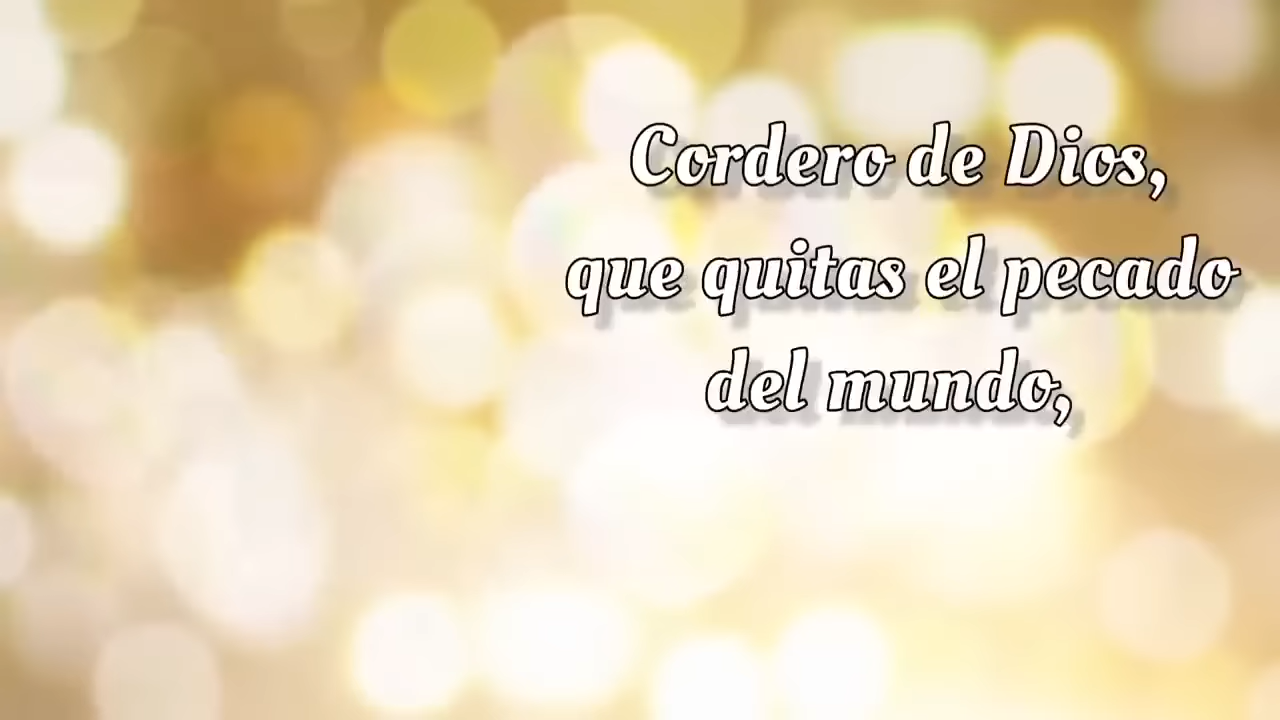 Cordero de Dios,
que quitas el pecado
del mundo,